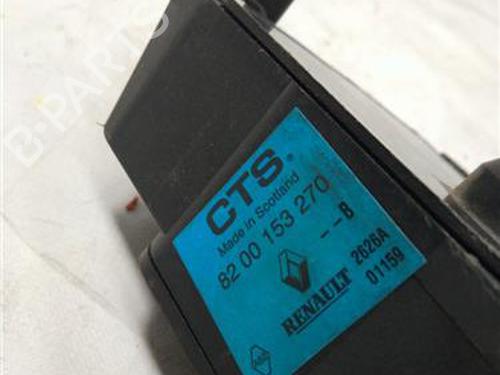 B-PARTS
CTS®
Made in Scotland
82 00 153 270
--B
RENAULT
2626A
01159